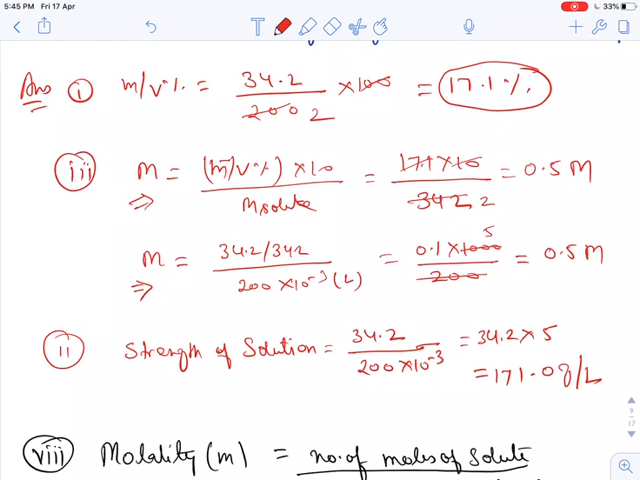 5:45 PM Fri 17 Apr
33%
Ans (i) m/v % = 34.2 / 200 2 × 100 = 17.1 %
(iii) M = (m/v %) × 10 / Msolute = 17.1 × 10 / 342 2 = 0.5 M
⇒ M = 34.2/342 / 200 × 10⁻³ (L) = 0.1 × 1000 5 / 200 = 0.5 M
⇒
(ii) Strength of Solution = 34.2 / 200 × 10⁻³ = 34.2 × 5
= 171.0 g/L
(viii) Molality (m) = no. of moles of Solute
9
17